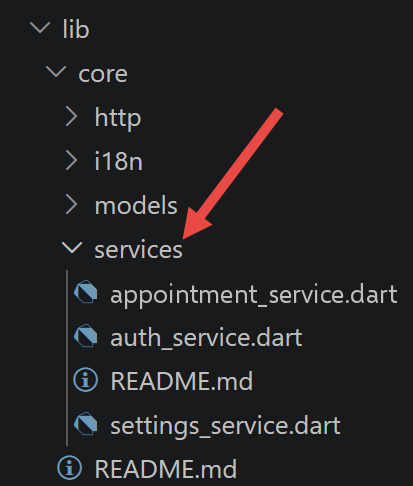 lib
core
http
i18n
models
services
appointment_service.dart
auth_service.dart
README.md
settings_service.dart
README.md